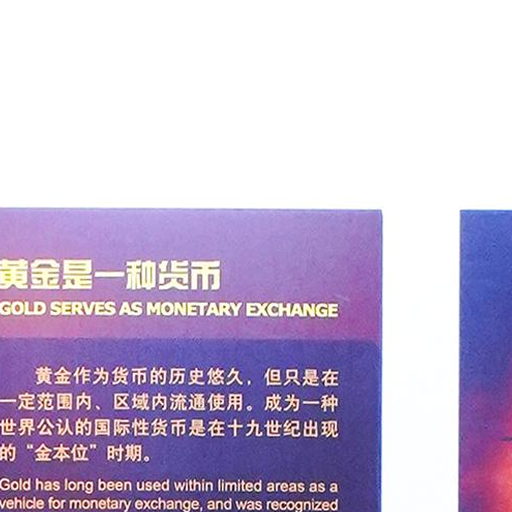 黄金是一种货币
GOLD SERVES AS MONETARY EXCHANGE
黄金作为货币的历史悠久，但只是在
一定范围内、区域内流通使用。成为一种
世界公认的国际性货币是在十九世纪出现
的“金本位”时期。
Gold has long been used within limited areas as a
vehicle for monetary exchange, and was recognized